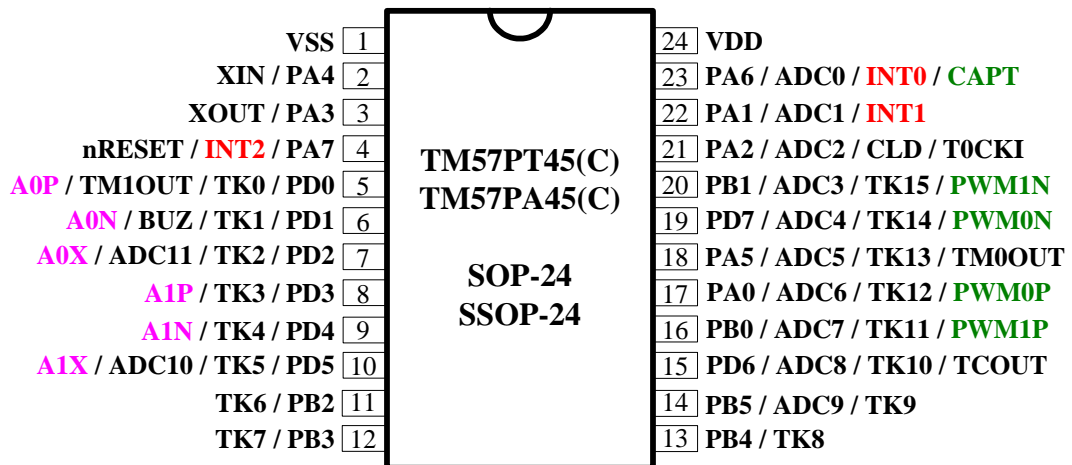 VSS 1
XIN / PA4 2
XOUT / PA3 3
nRESET / INT2 / PA7 4
A0P / TM1OUT / TK0 / PD0 5
A0N / BUZ / TK1 / PD1 6
A0X / ADC11 / TK2 / PD2 7
A1P / TK3 / PD3 8
A1N / TK4 / PD4 9
A1X / ADC10 / TK5 / PD5 10
TK6 / PB2 11
TK7 / PB3 12
TM57PT45(C)
TM57PA45(C)
SOP-24
SSOP-24
24 VDD
23 PA6 / ADC0 / INT0 / CAPT
22 PA1 / ADC1 / INT1
21 PA2 / ADC2 / CLD / T0CKI
20 PB1 / ADC3 / TK15 / PWM1N
19 PD7 / ADC4 / TK14 / PWM0N
18 PA5 / ADC5 / TK13 / TM0OUT
17 PA0 / ADC6 / TK12 / PWM0P
16 PB0 / ADC7 / TK11 / PWM1P
15 PD6 / ADC8 / TK10 / TCOUT
14 PB5 / ADC9 / TK9
13 PB4 / TK8